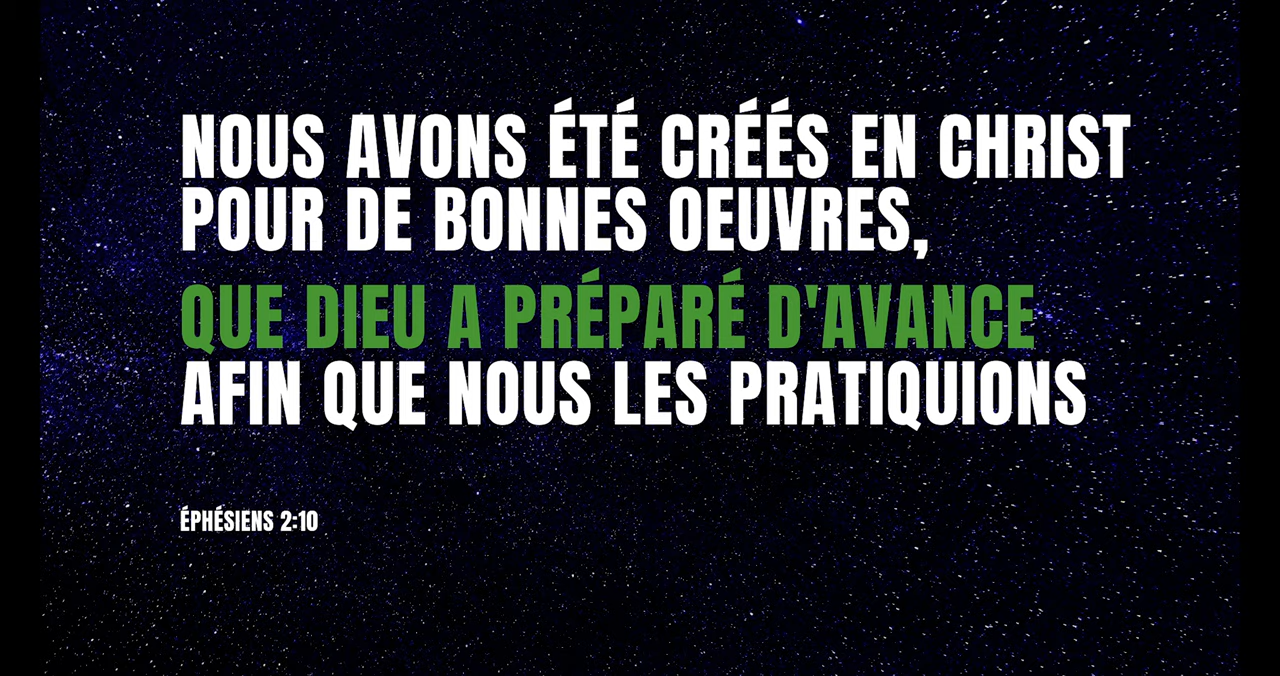 NOUS AVONS ÉTÉ CRÉÉS EN CHRIST
POUR DE BONNES OEUVRES,
QUE DIEU A PRÉPARÉ D'AVANCE
AFIN QUE NOUS LES PRATIQUIONS
ÉPHÉSIENS 2:10